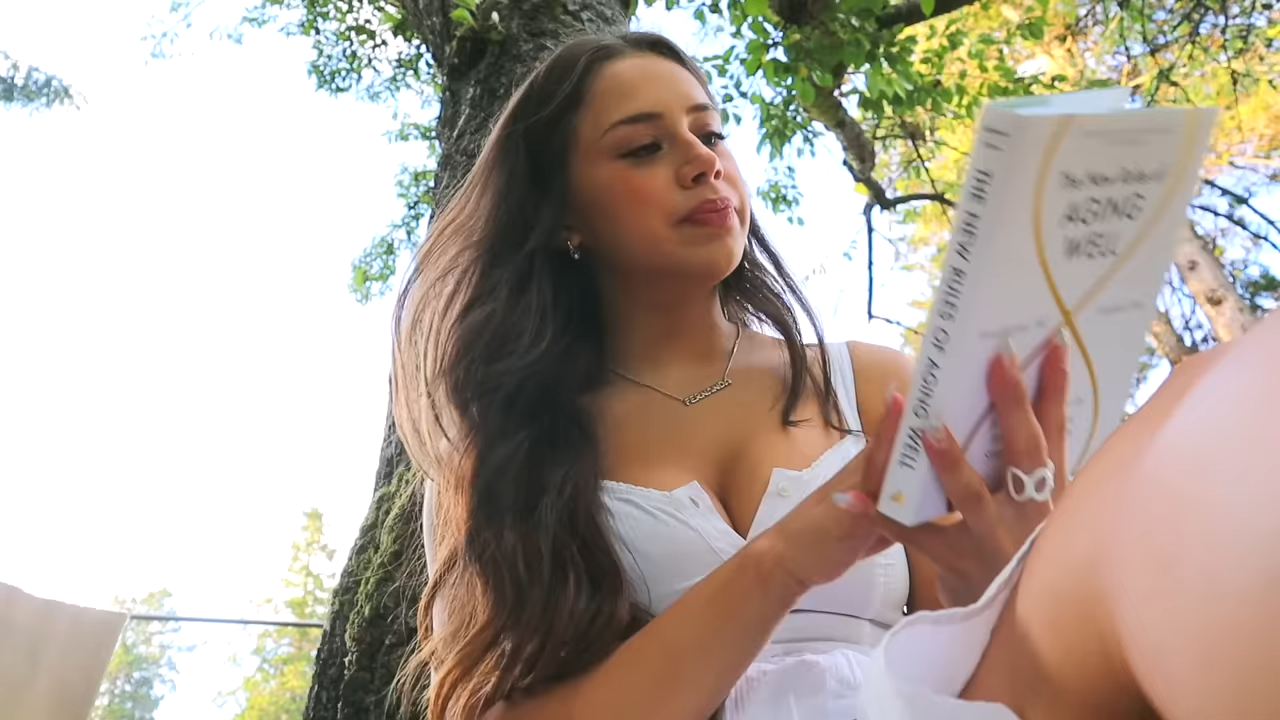 THE NEW RULES OF AGING WELL
The New Rules of
AGING
WELL
FERNANDA